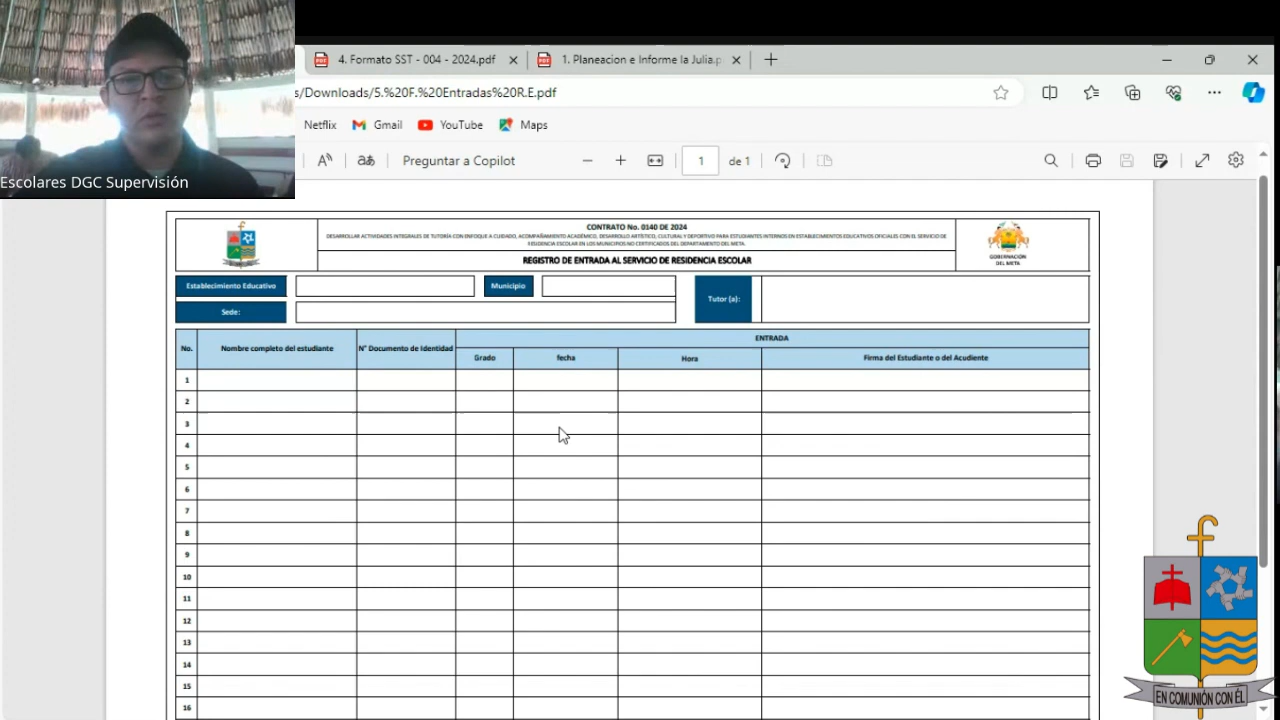 4. Formato SST - 004 - 2024.pdf
1. Planeacion e Informe la Julia.p
s/Downloads/5.%20F.%20Entradas%20R.E.pdf
Netflix
Gmail
YouTube
Maps
Preguntar a Copilot
1
de 1
Escolares DGC Supervisión
CONTRATO No. 0140 DE 2024
DESARROLLAR ACTIVIDADES INTEGRALES DE TUTORÍA CON ENFOQUE A CUIDADO, ACOMPAÑAMIENTO ACADÉMICO, DESARROLLO ARTÍSTICO, CULTURAL Y DEPORTIVO PARA ESTUDIANTES INTERNOS EN ESTABLECIMIENTOS EDUCATIVOS OFICIALES CON EL SERVICIO DE
RESIDENCIA ESCOLAR EN LOS MUNICIPIOS NO CERTIFICADOS DEL DEPARTAMENTO DEL META.
REGISTRO DE ENTRADA AL SERVICIO DE RESIDENCIA ESCOLAR
GOBERNACION
DEL META
Establecimiento Educativo
Municipio
Tutor (a):
Sede:
No.
Nombre completo del estudiante
N° Documento de Identidad
ENTRADA
Grado
fecha
Hora
Firma del Estudiante o del Acudiente
1
2
3
4
5
6
7
8
9
10
11
12
13
14
15
16
EN COMUNIÓN CON ÉL